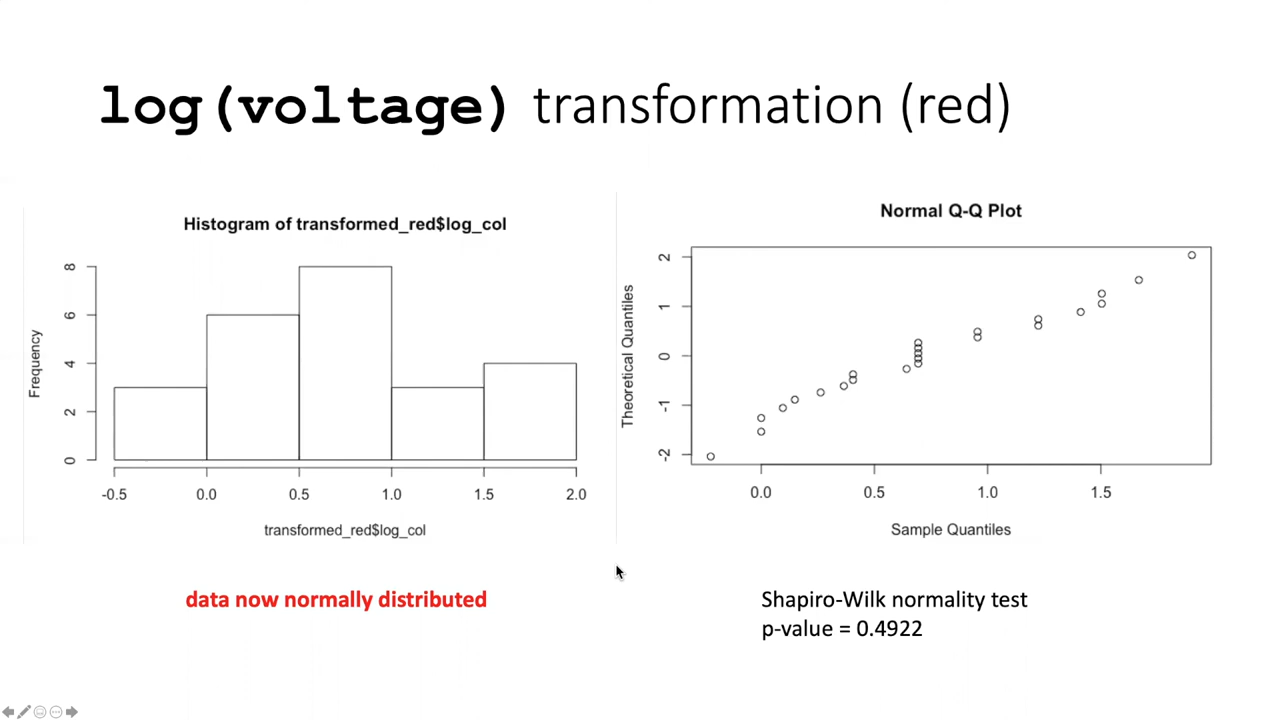 log(voltage) transformation (red)
Histogram of transformed_red$log_col
Frequency
8
6
4
2
0
-0.5 0.0 0.5 1.0 1.5 2.0
transformed_red$log_col
data now normally distributed
Normal Q-Q Plot
Theoretical Quantiles
2
1
0
-1
-2
0.0 0.5 1.0 1.5
Sample Quantiles
Shapiro-Wilk normality test
p-value = 0.4922